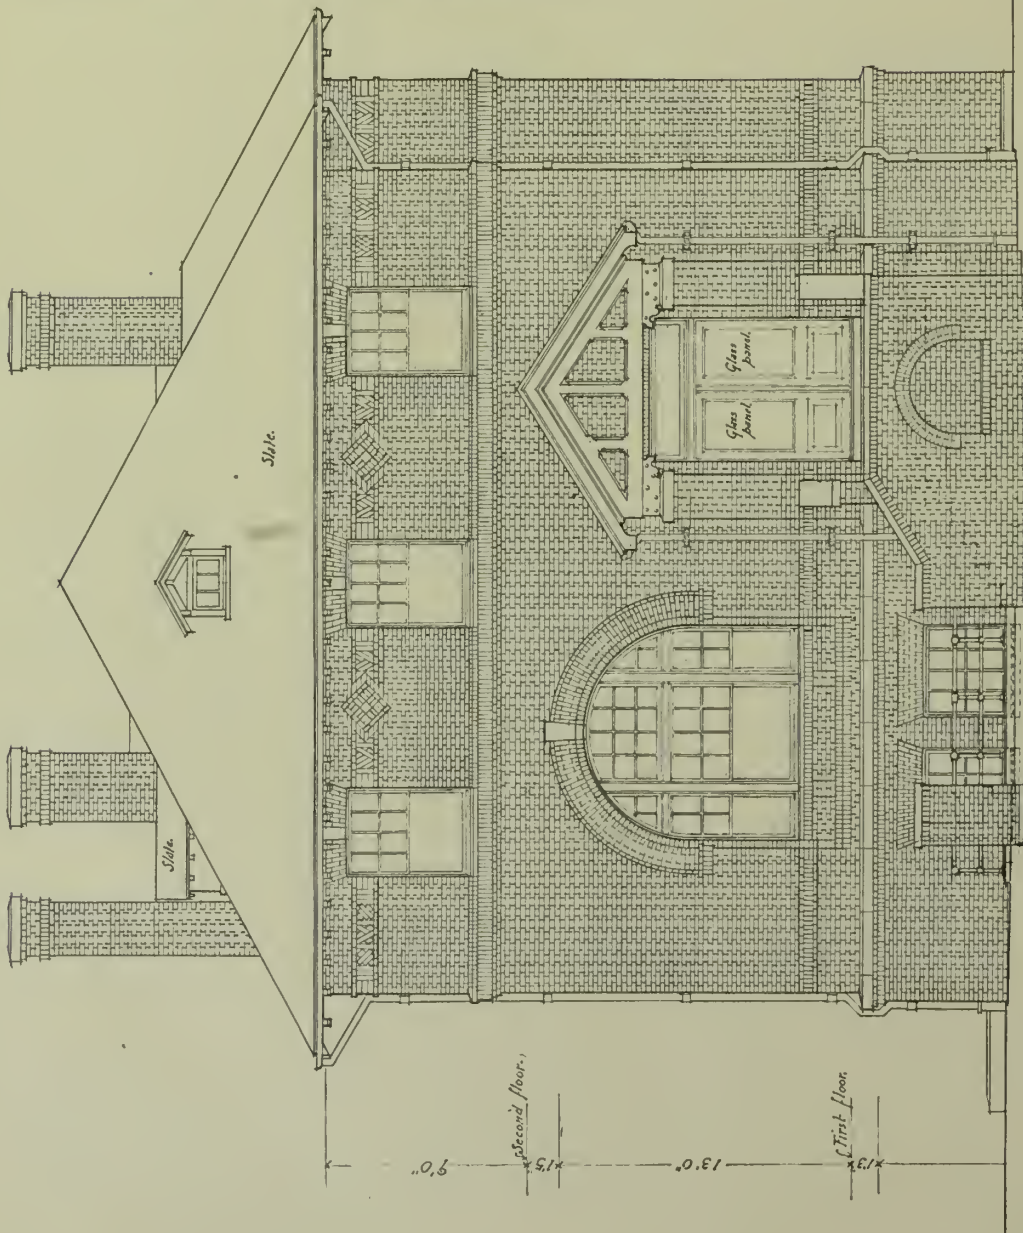 Slate.
Slate.
Glass
panel
Glass
panel
9'0"
Second floor.
1'5
13'0"
First floor.
1'3